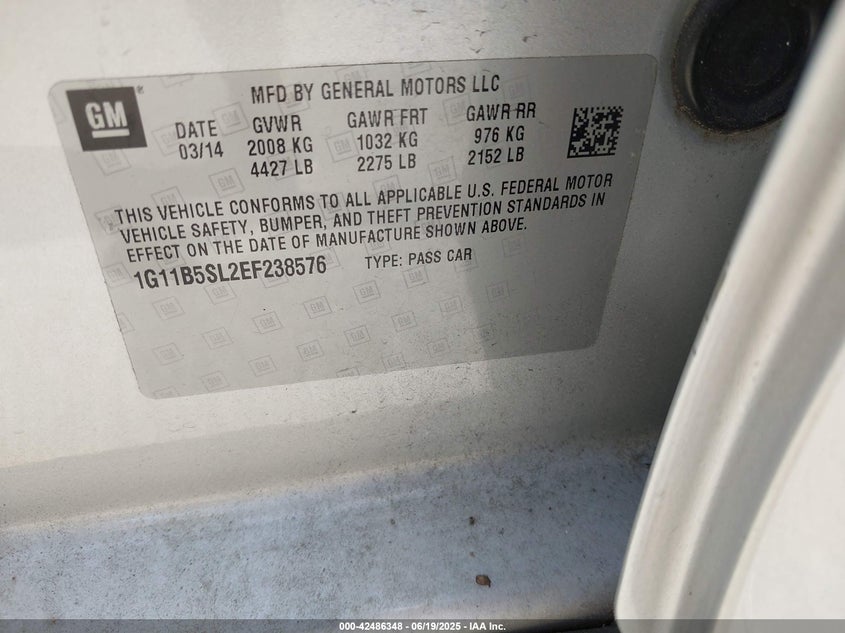 GM
®
MFD BY GENERAL MOTORS LLC
DATE GVWR GAWR FRT GAWR RR
03/14 2008 KG 1032 KG 976 KG
4427 LB 2275 LB 2152 LB
THIS VEHICLE CONFORMS TO ALL APPLICABLE U.S. FEDERAL MOTOR
VEHICLE SAFETY, BUMPER, AND THEFT PREVENTION STANDARDS IN
EFFECT ON THE DATE OF MANUFACTURE SHOWN ABOVE.
1G11B5SL2EF238576 TYPE: PASS CAR
000-42486348 - 06/19/2025 - IAA Inc.